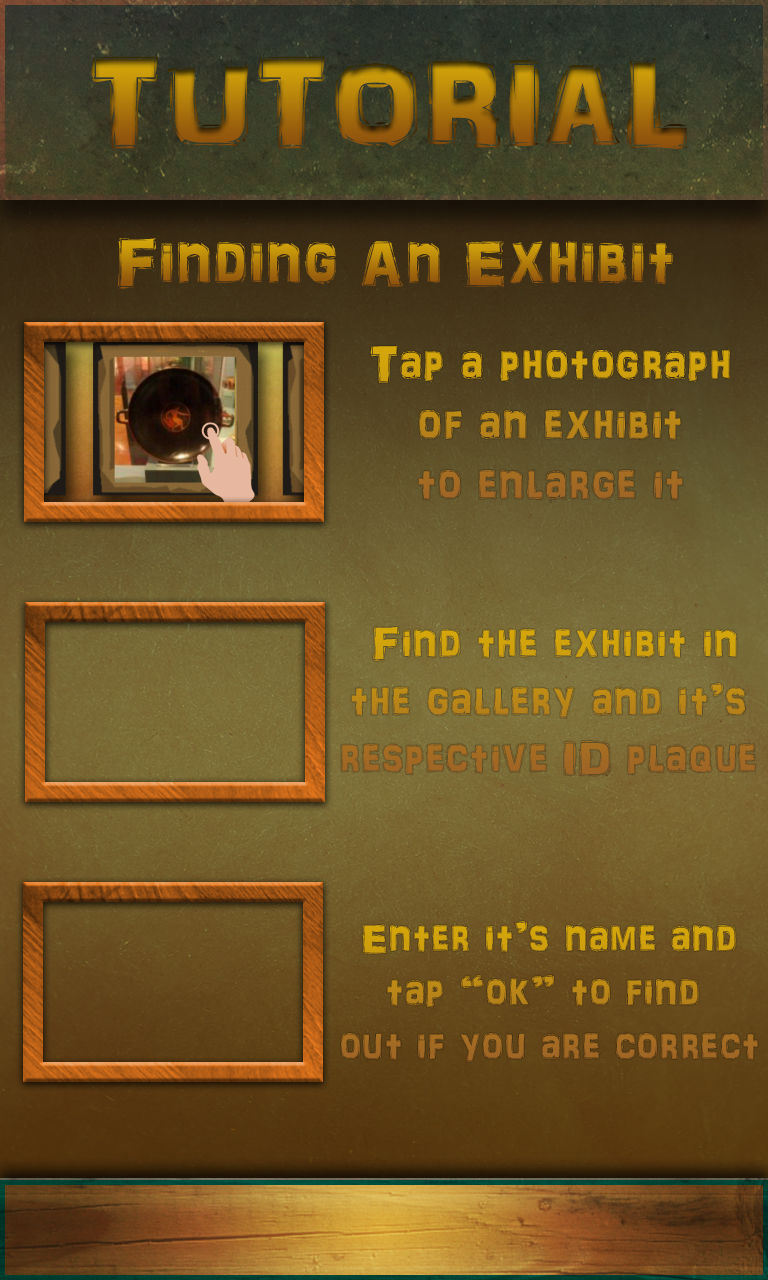 TUTORIAL
Finding An Exhibit
Tap a photograph
of an exhibit
to enlarge it
Find the exhibit in
the gallery and it's
respective ID plaque
Enter it's name and
tap “OK” to find
out if you are correct